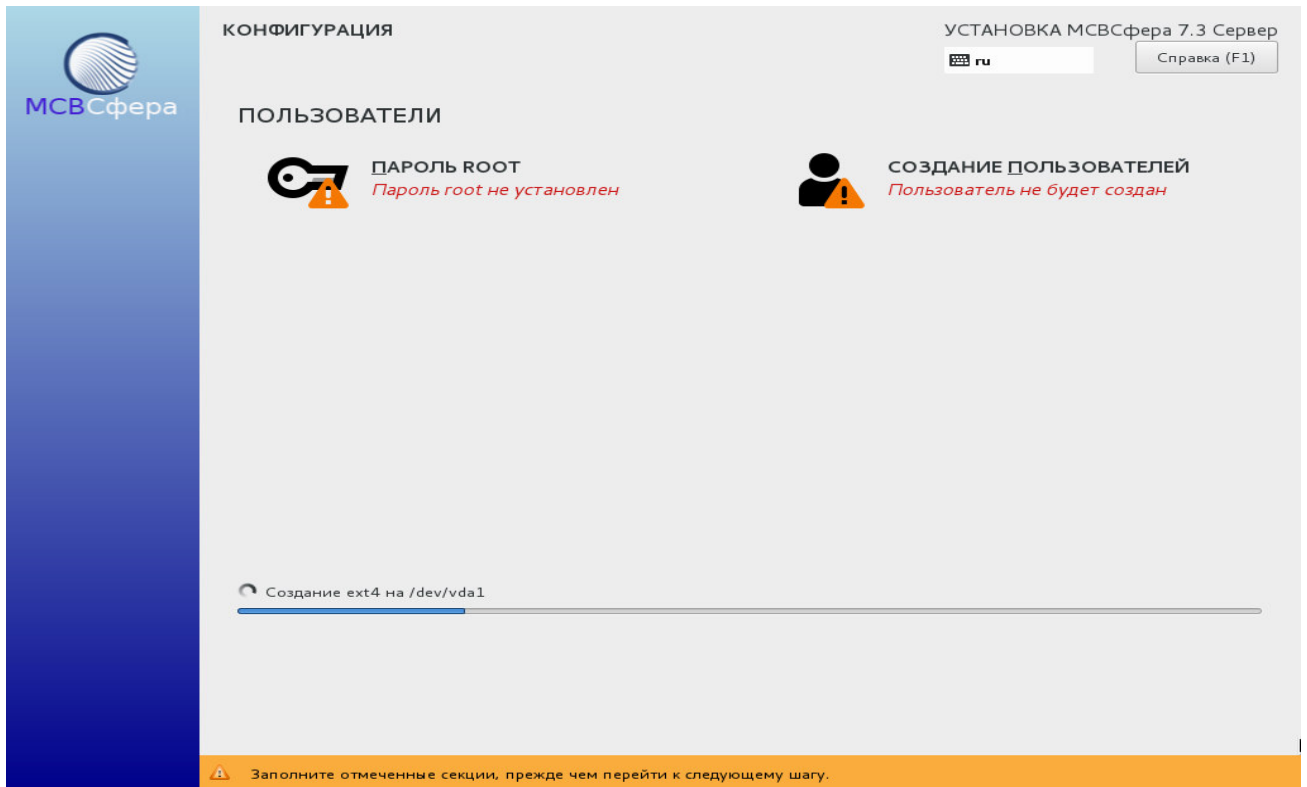 МСВСфера
КОНФИГУРАЦИЯ
УСТАНОВКА МСВСфера 7.3 Сервер
ru
Справка (F1)
ПОЛЬЗОВАТЕЛИ
ПАРОЛЬ ROOT
Пароль root не установлен
СОЗДАНИЕ ПОЛЬЗОВАТЕЛЕЙ
Пользователь не будет создан
Создание ext4 на /dev/vda1
Заполните отмеченные секции, прежде чем перейти к следующему шагу.